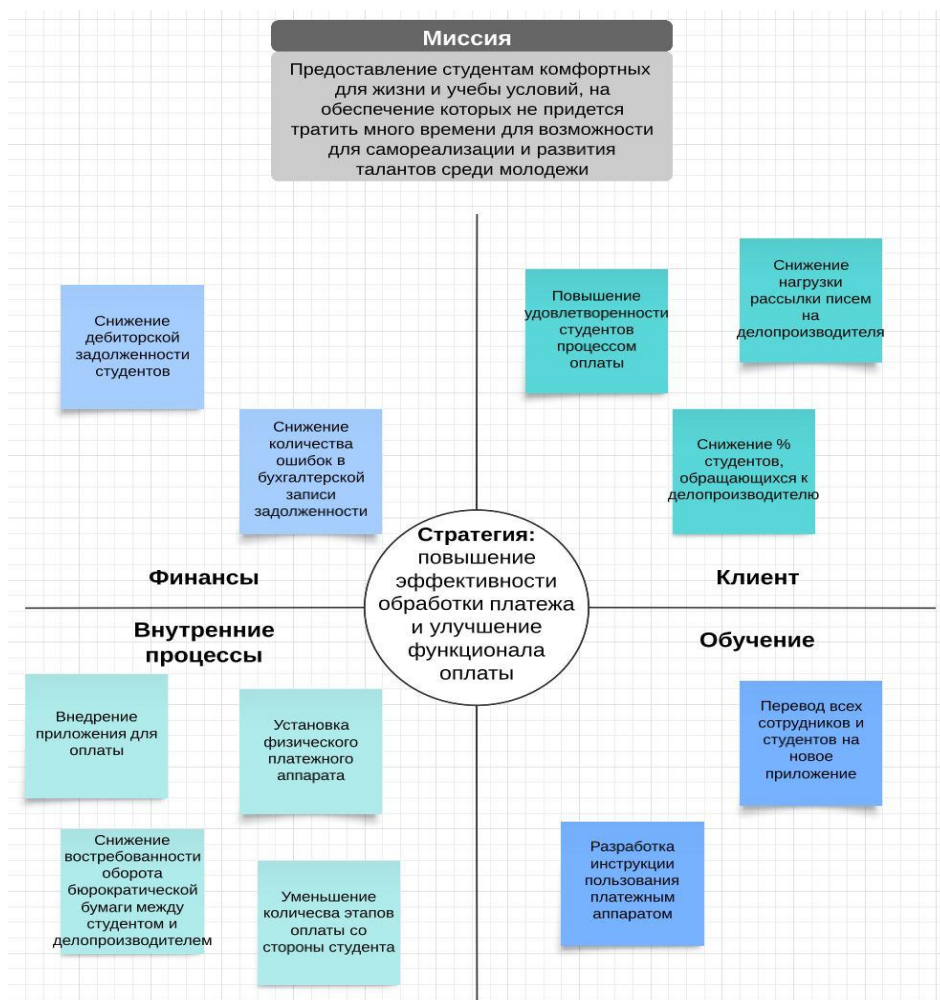 Миссия
Предоставление студентам комфортных
для жизни и учебы условий, на
обеспечение которых не придется
тратить много времени для возможности
для самореализации и развития
талантов среди молодежи
Снижение
дебиторской
задолженности
студентов
Снижение
количества
ошибок в
бухгалтерской
записи
задолженности
Финансы
Повышение
удовлетворенности
студентов
процессом
оплаты
Снижение
нагрузки
рассылки писем
на
делопроизводителя
Снижение %
студентов,
обращающихся к
делопроизводителю
Клиент
Стратегия:
повышение
эффективности
обработки платежа
и улучшение
функционала
оплаты
Внутренние
процессы
Внедрение
приложения для
оплаты
Установка
физического
платежного
аппарата
Снижение
востребованности
оборота
бюрократической
бумаги между
студентом и
делопроизводителем
Уменьшение
количесва этапов
оплаты со
стороны студента
Обучение
Перевод всех
сотрудников и
студентов на
новое
приложение
Разработка
инструкции
пользования
платежным
аппаратом